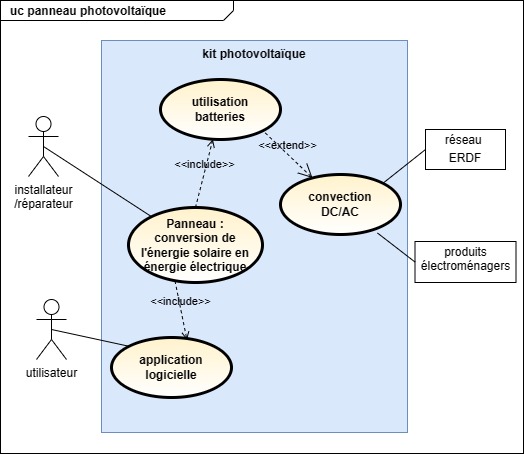 uc panneau photovoltaïque
kit photovoltaïque
utilisation
batteries
<<extend>>
<<include>>
réseau
ERDF
installateur
/réparateur
convection
DC/AC
Panneau :
conversion de
l'énergie solaire en
énergie électrique
produits
électroménagers
<<include>>
application
logicielle
utilisateur